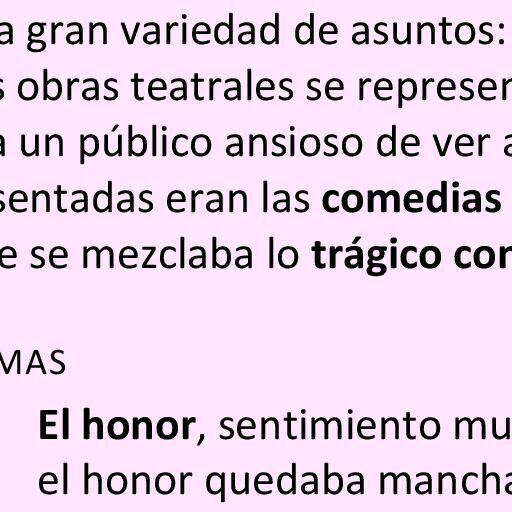 a gran variedad de asuntos:
s obras teatrales se represen
a un público ansioso de ver a
sentadas eran las comedias
e se mezclaba lo trágico con
MAS
El honor, sentimiento mu
el honor quedaba mancha